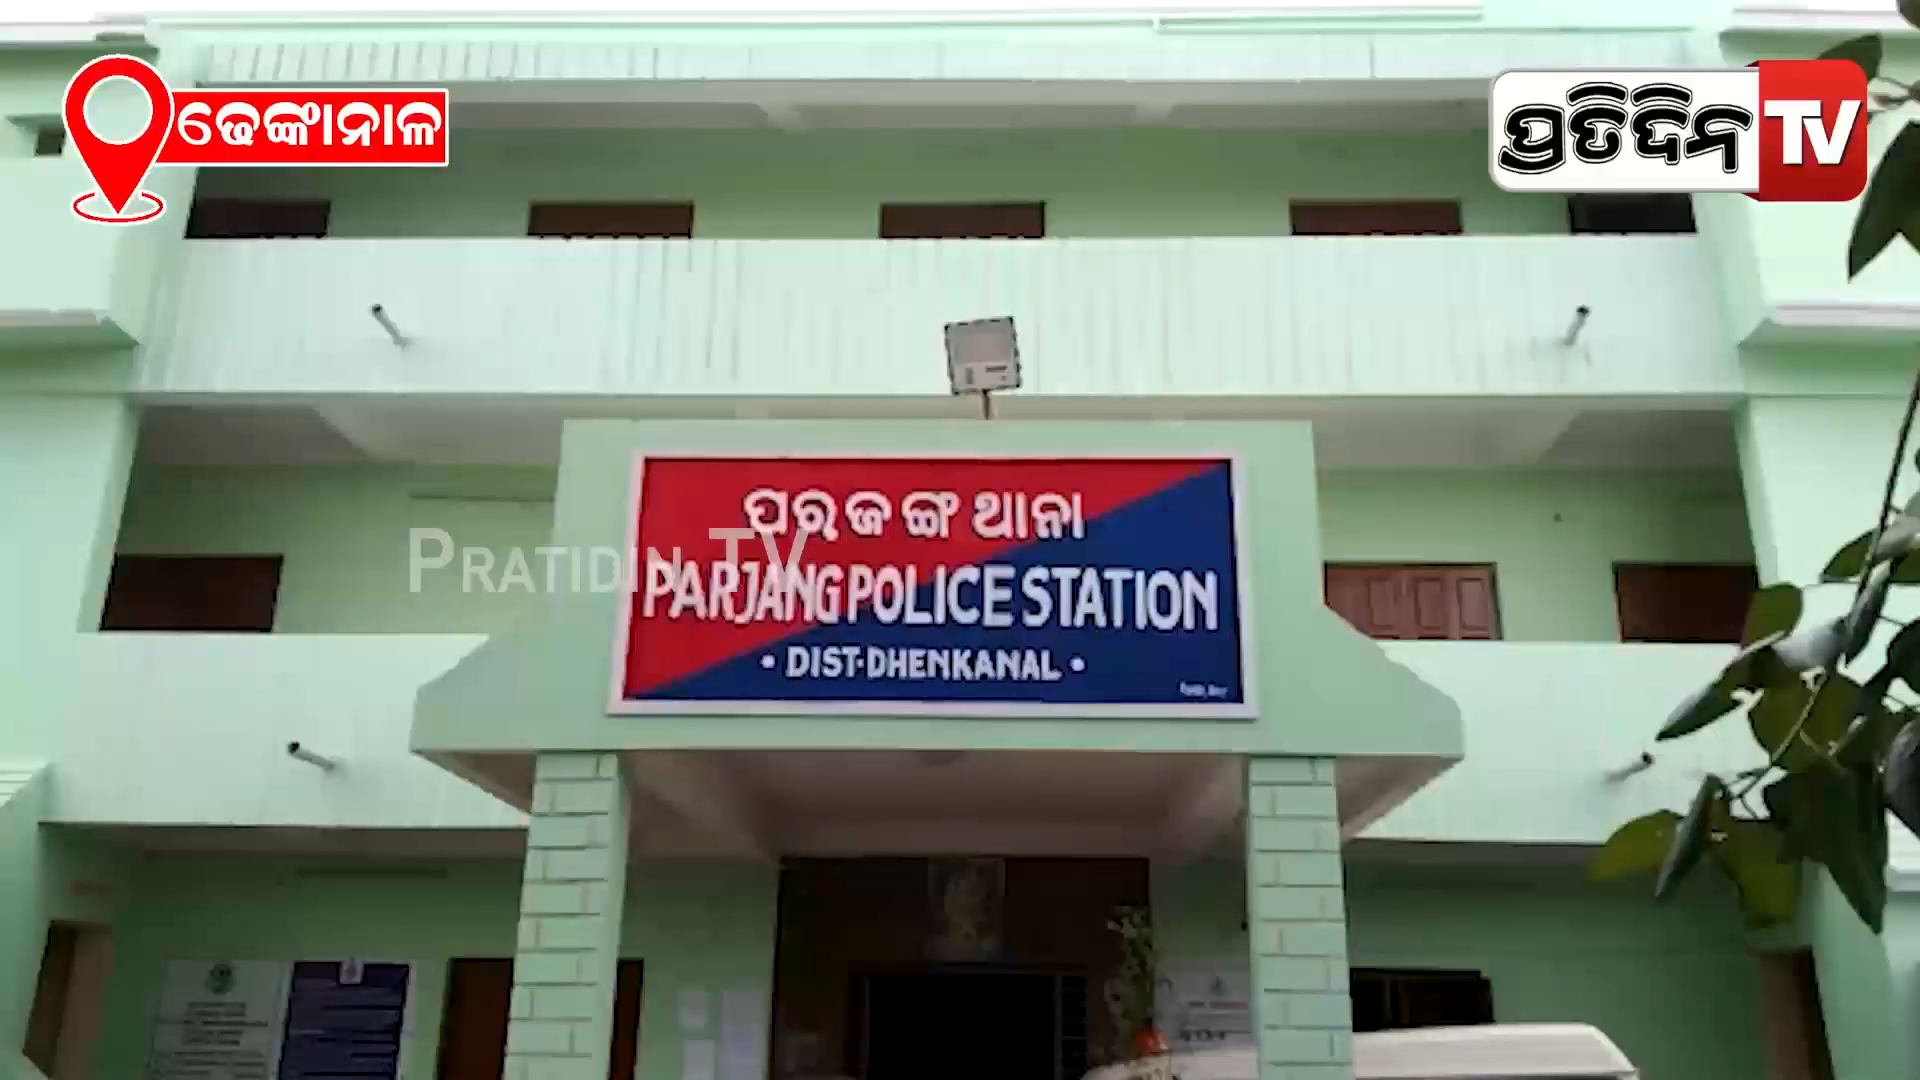 ଢେଙ୍କାନାଳ
ପ୍ରତିଦିନ TV
ପରଜଙ୍ଗ ଥାନା
PRATIDIN TV
PARJANG POLICE STATION
• DIST-DHENKANAL •